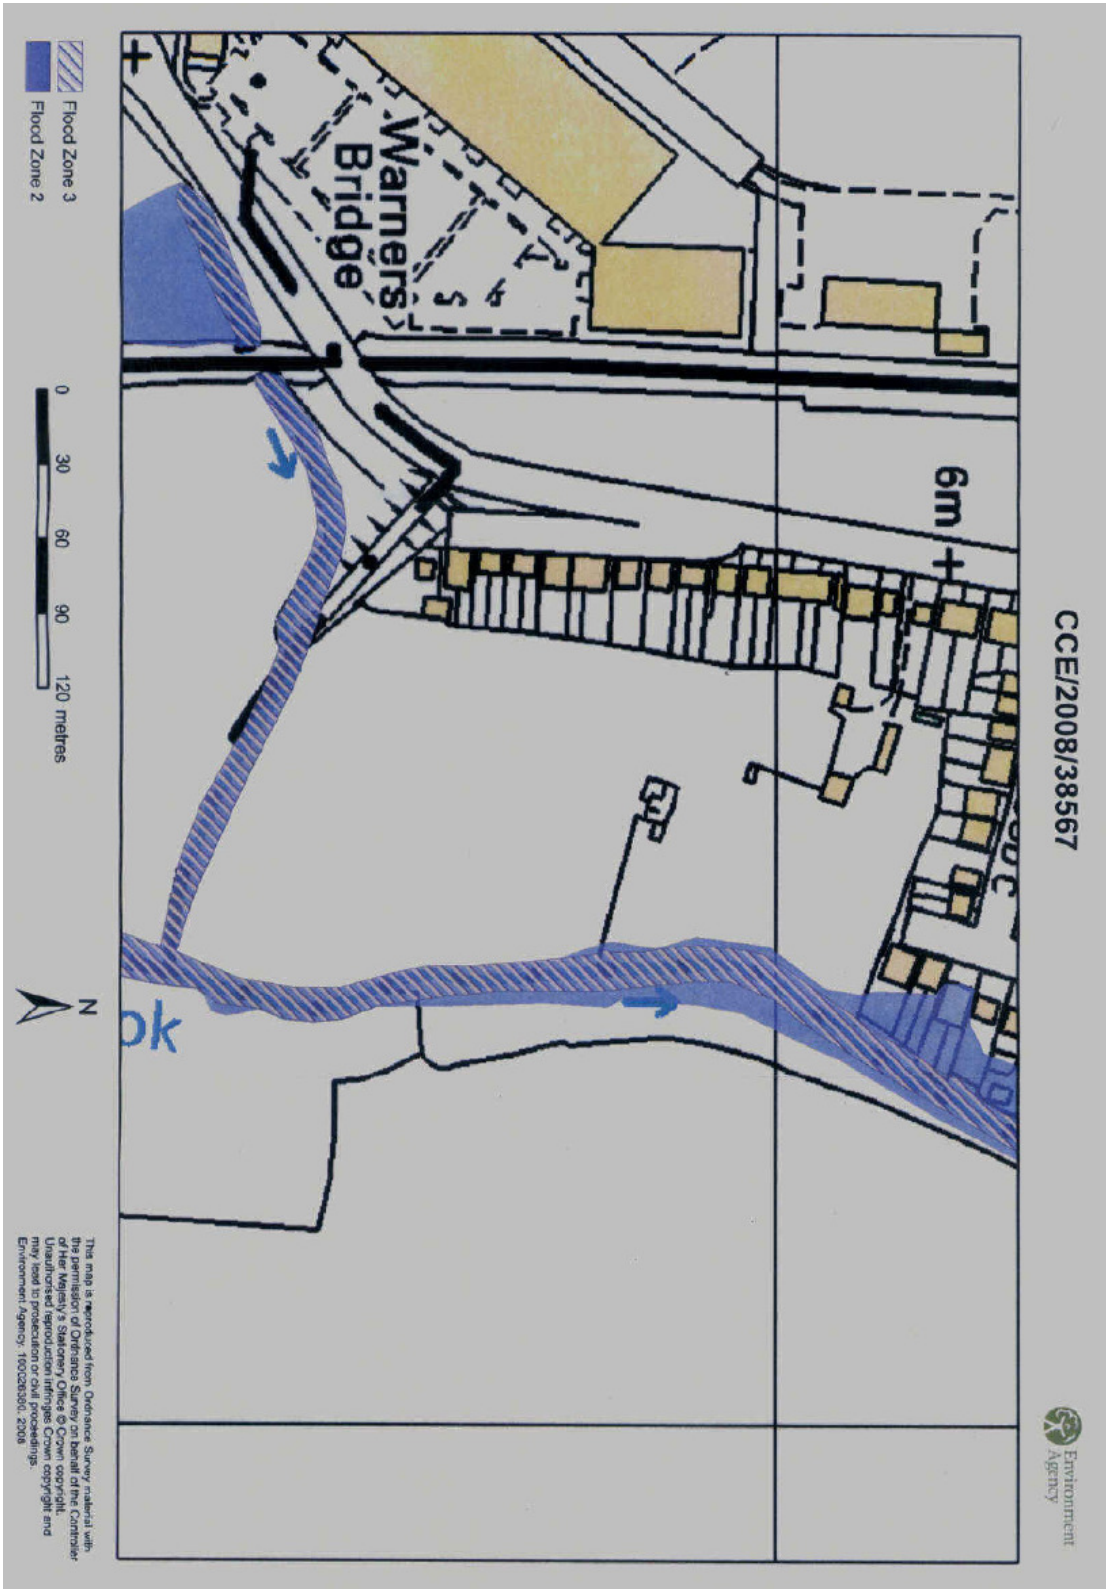 CCE/2008/38567
Environment
Agency
6m
Warners
Bridge
ok
Flood Zone 3
Flood Zone 2
0 30 60 90 120 metres
N
This map is reproduced from Ordnance Survey material with
the permission of Ordnance Survey on behalf of the Controller
of Her Majesty's Stationery Office © Crown copyright.
Unauthorised reproduction infringes Crown copyright and
may lead to prosecution or civil proceedings.
Environment Agency, 100026380, 2008